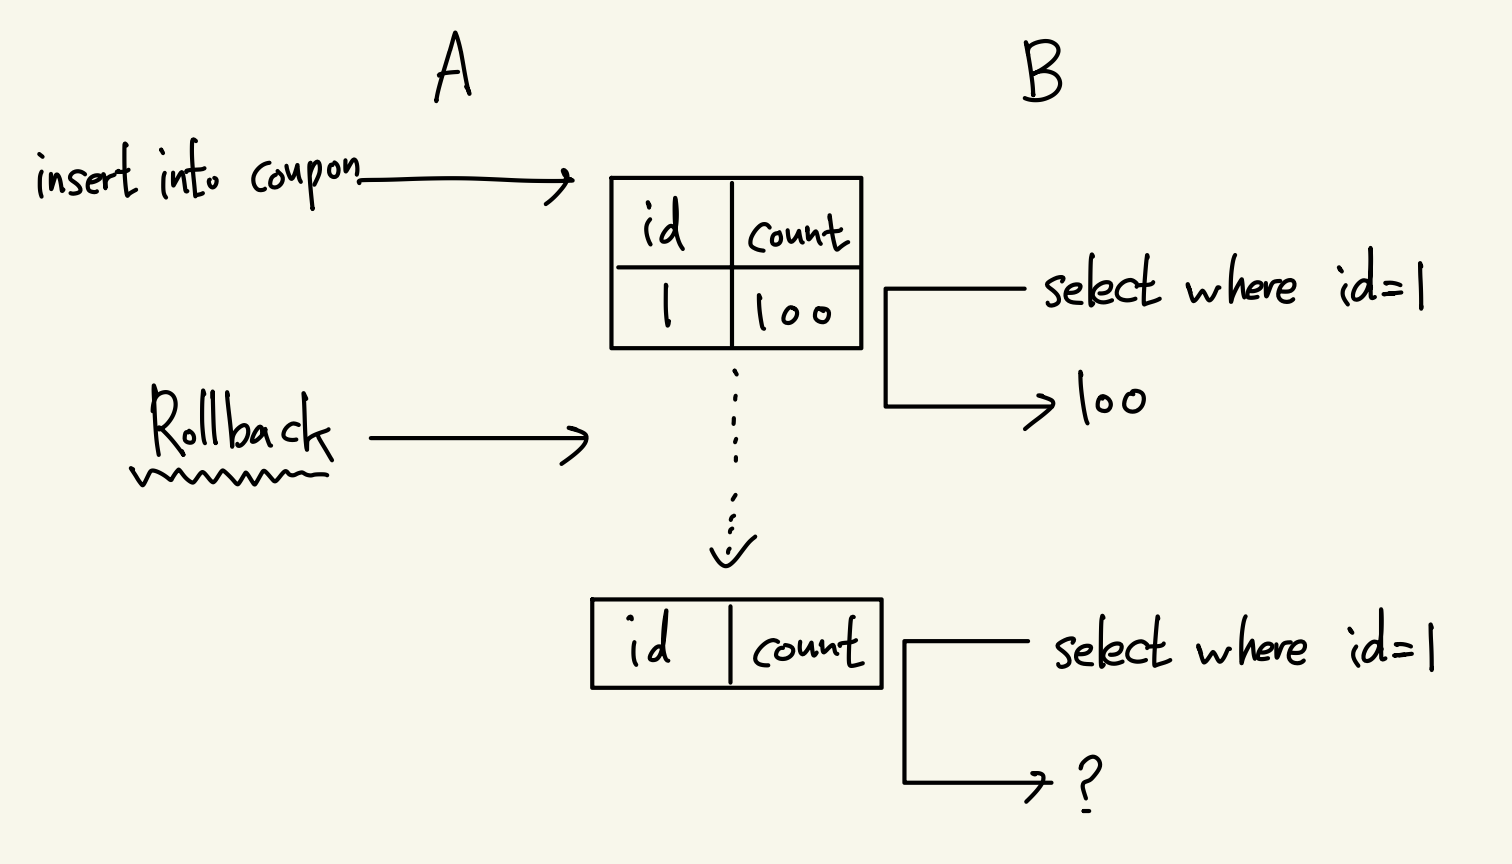 A
B
insert into coupon
id count
1 100
select where id=1
100
Rollback
id count
select where id=1
?